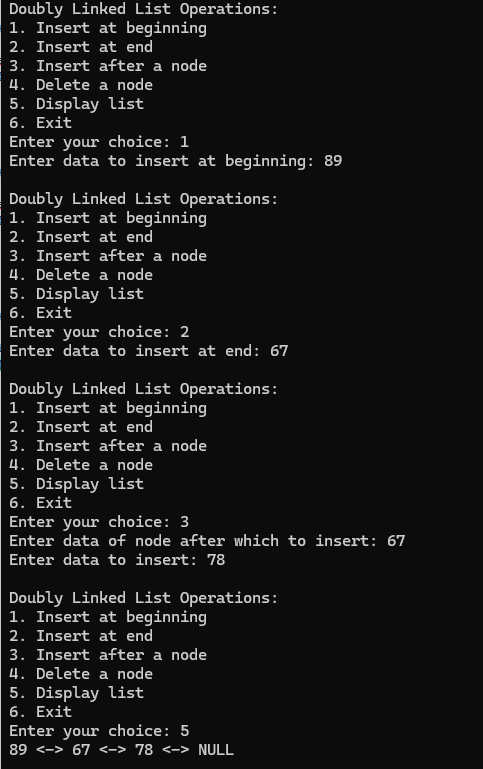 Doubly Linked List Operations:
1. Insert at beginning
2. Insert at end
3. Insert after a node
4. Delete a node
5. Display list
6. Exit
Enter your choice: 1
Enter data to insert at beginning: 89
Doubly Linked List Operations:
1. Insert at beginning
2. Insert at end
3. Insert after a node
4. Delete a node
5. Display list
6. Exit
Enter your choice: 2
Enter data to insert at end: 67
Doubly Linked List Operations:
1. Insert at beginning
2. Insert at end
3. Insert after a node
4. Delete a node
5. Display list
6. Exit
Enter your choice: 3
Enter data of node after which to insert: 67
Enter data to insert: 78
Doubly Linked List Operations:
1. Insert at beginning
2. Insert at end
3. Insert after a node
4. Delete a node
5. Display list
6. Exit
Enter your choice: 5
89 <-> 67 <-> 78 <-> NULL